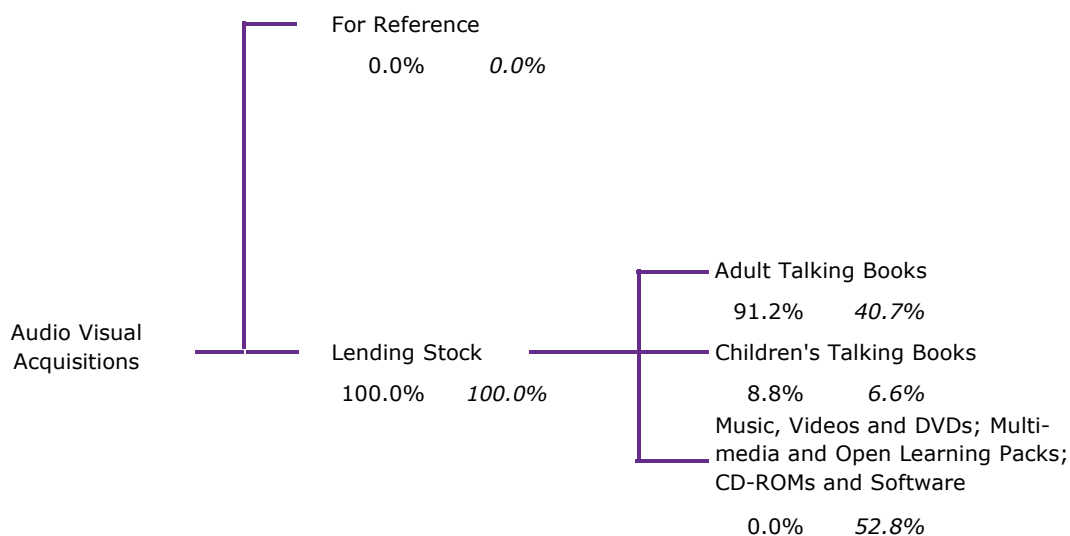 For Reference
0.0% 0.0%
Audio Visual
Acquisitions
Lending Stock
100.0% 100.0%
Adult Talking Books
91.2% 40.7%
Children's Talking Books
8.8% 6.6%
Music, Videos and DVDs; Multi-
media and Open Learning Packs;
CD-ROMs and Software
0.0% 52.8%